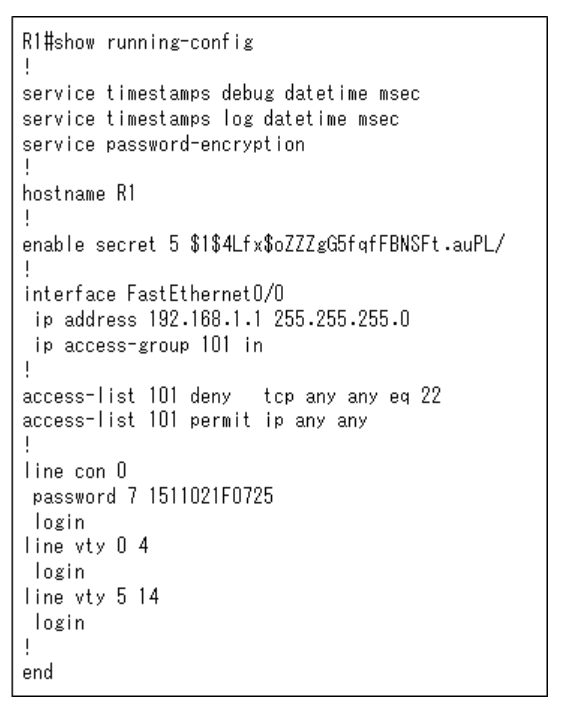 R1#show running-config
!
service timestamps debug datetime msec
service timestamps log datetime msec
service password-encryption
!
hostname R1
!
enable secret 5 $1$4Lfx$oZZZgG5fqfFBNSFt.auPL/
!
interface FastEthernet0/0
 ip address 192.168.1.1 255.255.255.0
 ip access-group 101 in
!
access-list 101 deny   tcp any any eq 22
access-list 101 permit ip any any
!
line con 0
 password 7 1511021F0725
 login
line vty 0 4
 login
line vty 5 14
 login
!
end